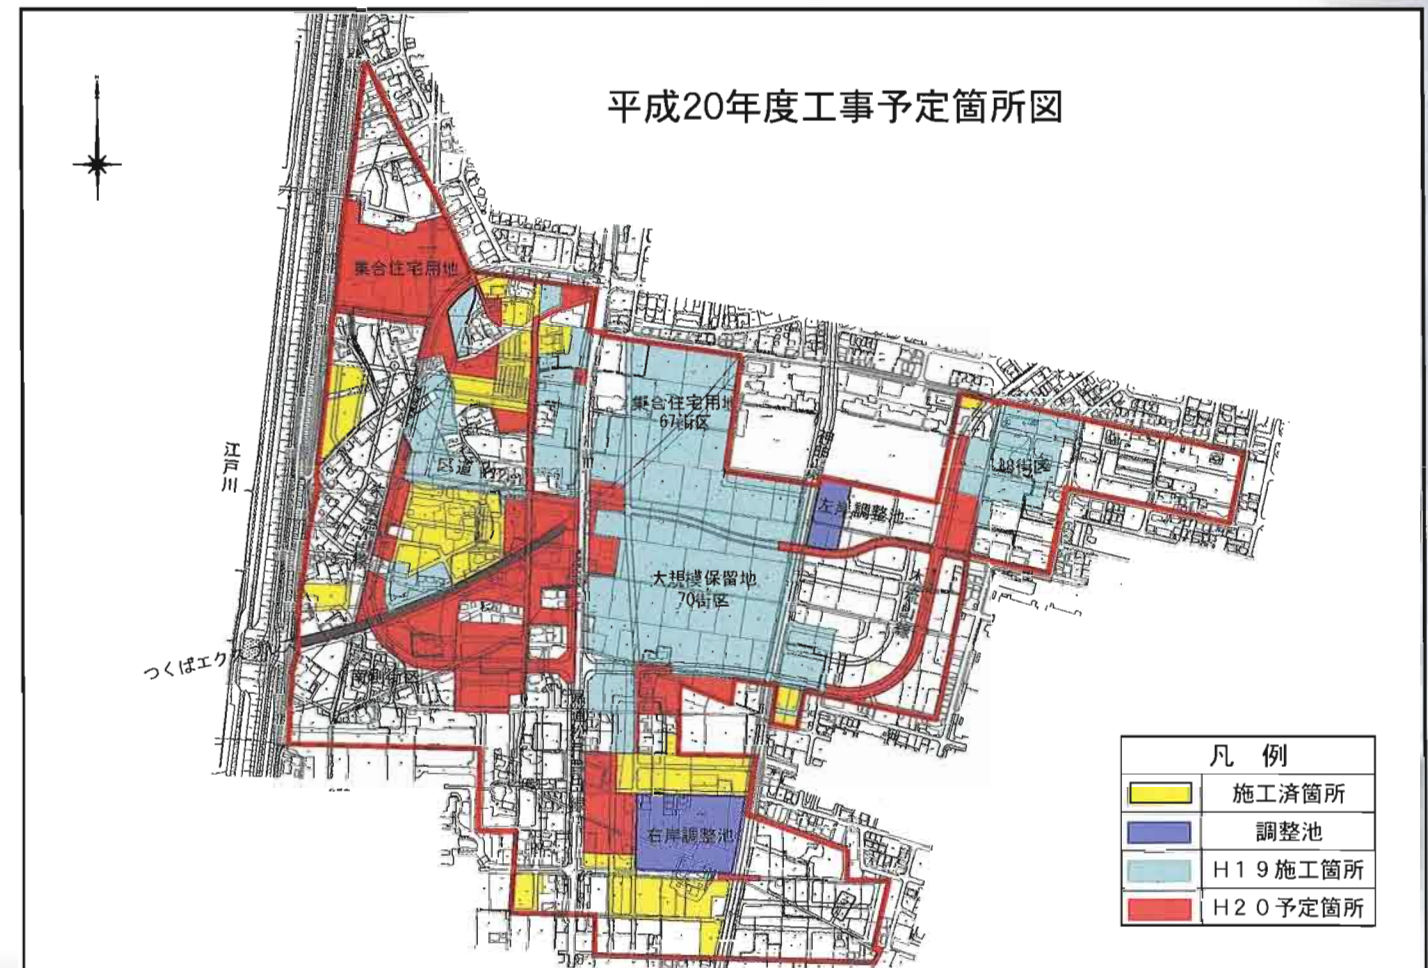 平成20年度工事予定箇所図
集合住宅用地
集合住宅用地
67街区
左岸調整池
区道
江戸川
大規模保留地
70街区
つくばエクス
右岸調整池
凡 例
施工済箇所
調整池
H19施工箇所
H20予定箇所